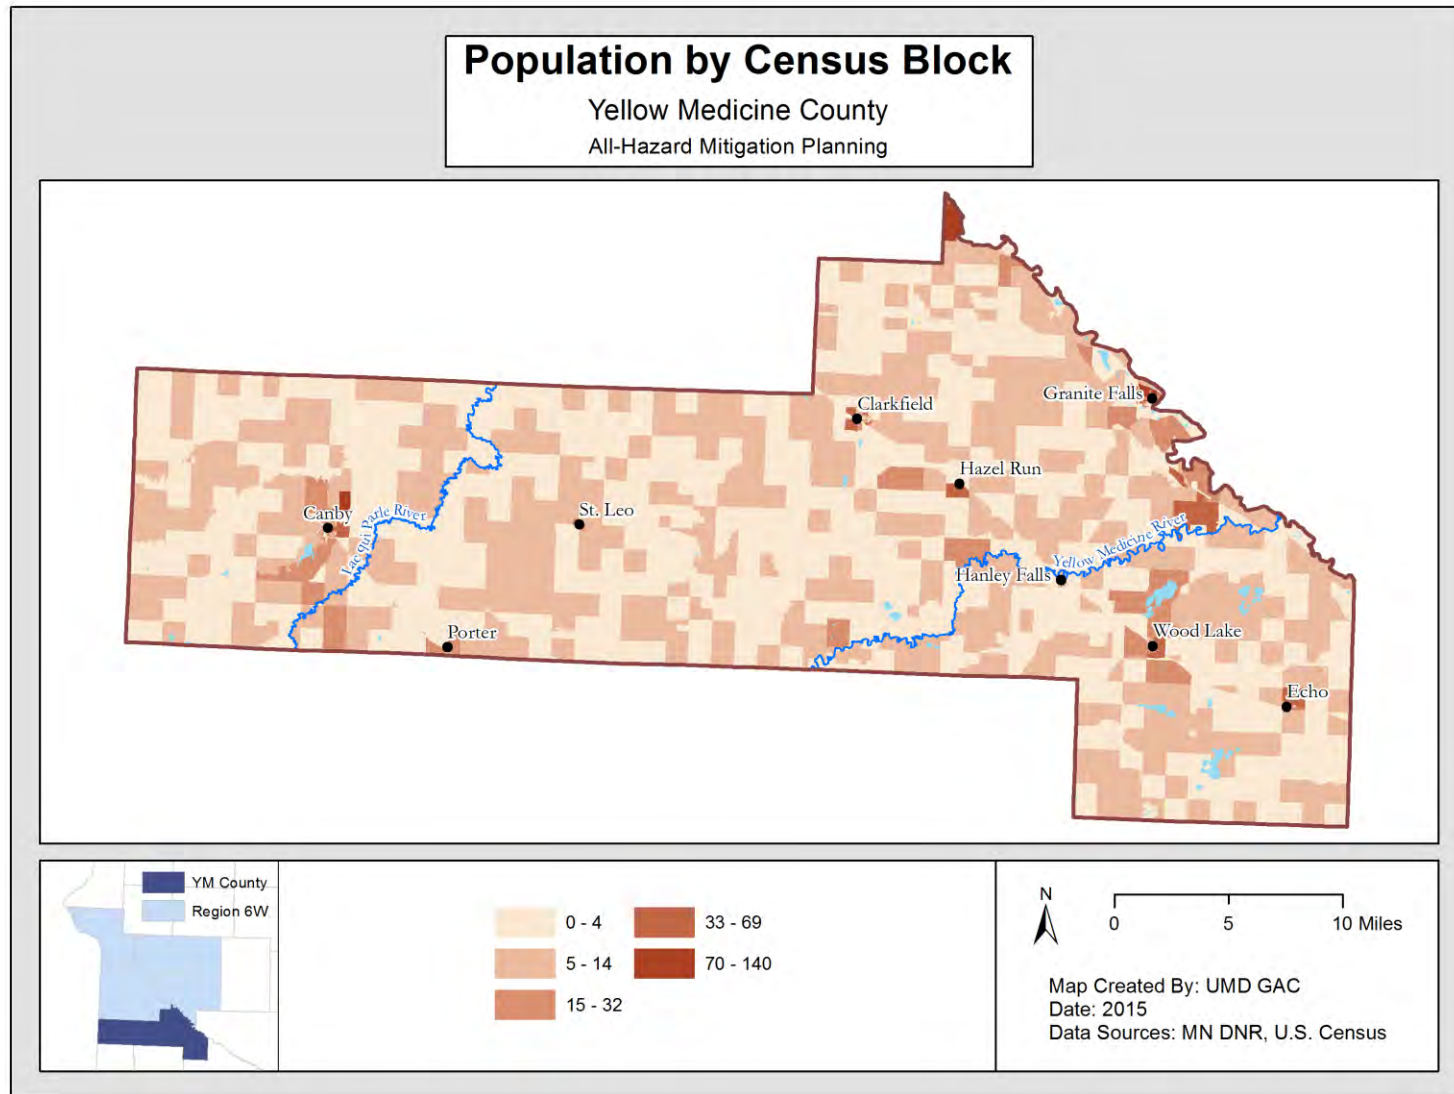 Population by Census Block
Yellow Medicine County
All-Hazard Mitigation Planning
Granite Falls
Clarkfield
Hazel Run
Canby
St. Leo
Lac qui Parle River
Yellow Medicine River
Hanley Falls
Porter
Wood Lake
Echo
YM County
Region 6W
0 - 4
5 - 14
15 - 32
33 - 69
70 - 140
N
0 5 10 Miles
Map Created By: UMD GAC
Date: 2015
Data Sources: MN DNR, U.S. Census